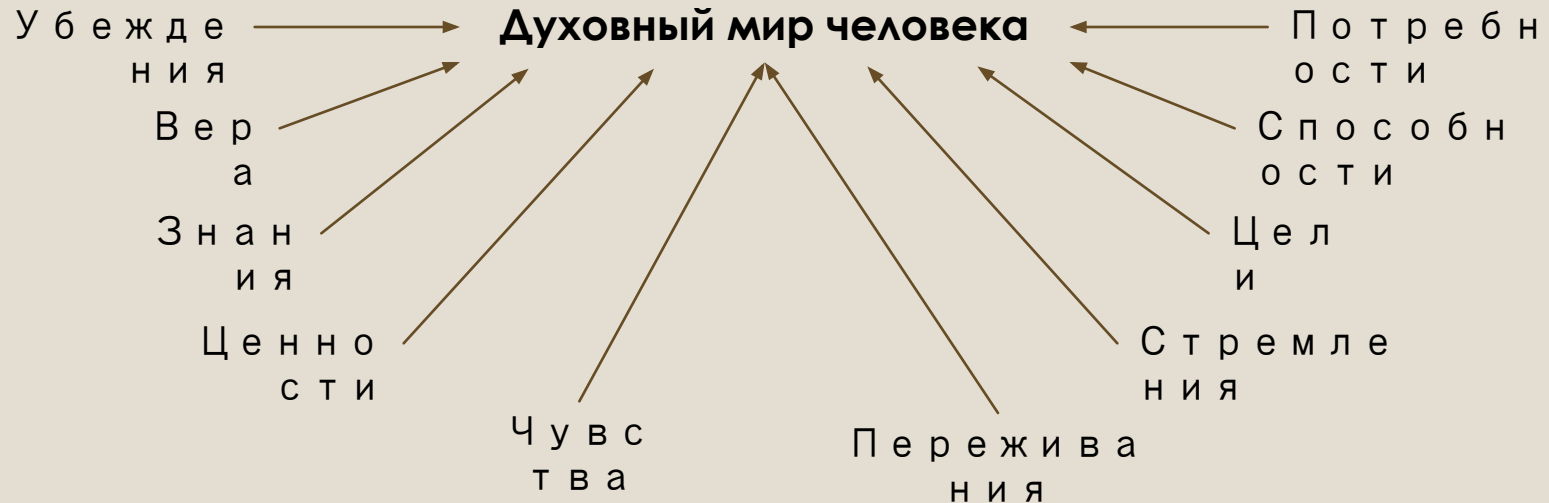 Духовный мир человека
Убежде
ния
Вер
а
Знан
ия
Ценно
сти
Чувс
тва
Пережива
ния
Стремле
ния
Цел
и
Способн
ости
Потребн
ости